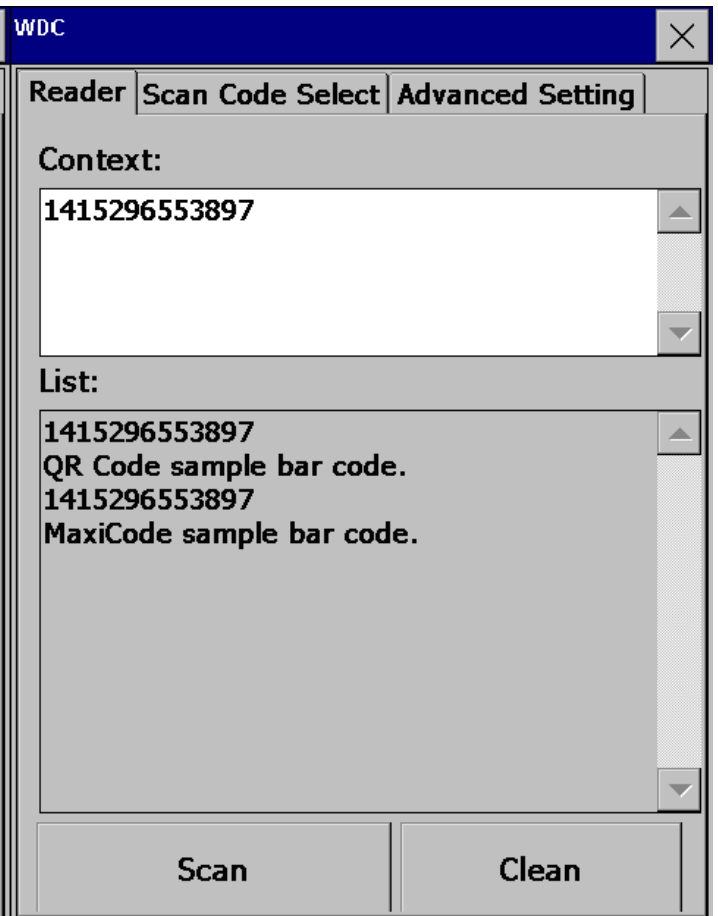 WDC
Reader Scan Code Select Advanced Setting
Context:
1415296553897
List:
1415296553897
QR Code sample bar code.
1415296553897
MaxiCode sample bar code.
Scan Clean